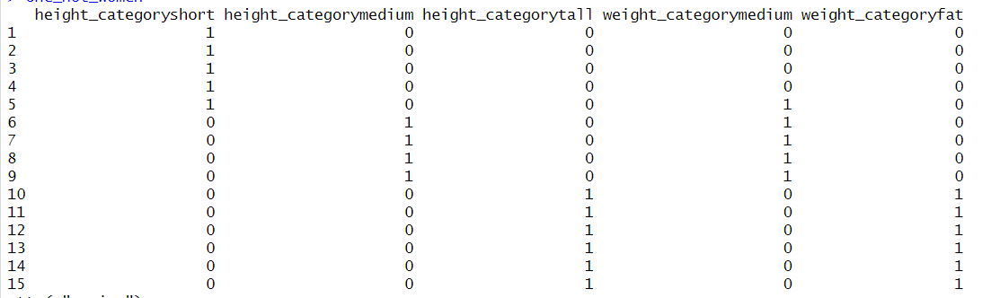 > one_hot_women
height_categoryshort height_categorymedium height_categorytall weight_categorymedium weight_categoryfat
1 1 0 0 0 0
2 1 0 0 0 0
3 1 0 0 0 0
4 1 0 0 0 0
5 1 0 0 1 0
6 0 1 0 1 0
7 0 1 0 1 0
8 0 1 0 1 0
9 0 1 0 1 0
10 0 0 1 0 1
11 0 0 1 0 1
12 0 0 1 0 1
13 0 0 1 0 1
14 0 0 1 0 1
15 0 0 1 0 1